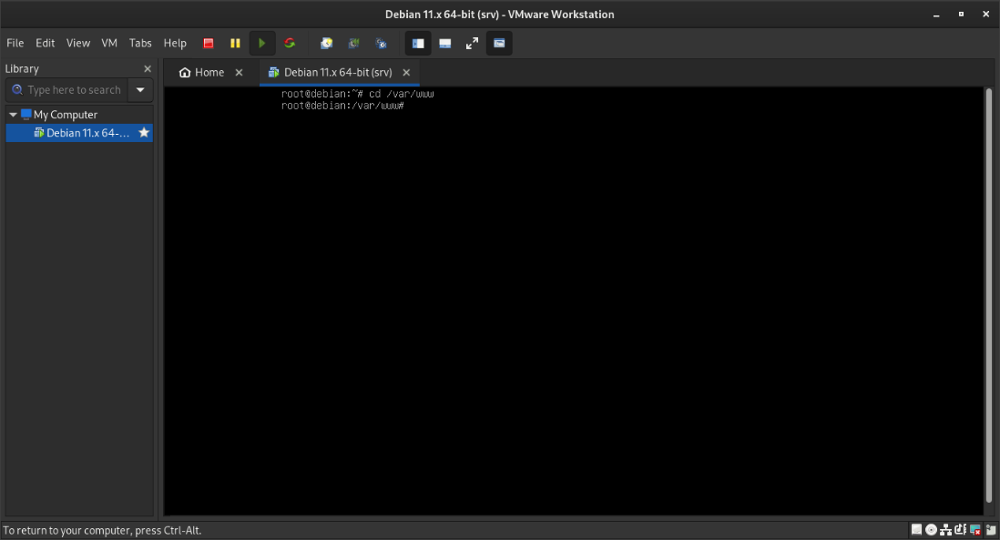 Debian 11.x 64-bit (srv) - VMware Workstation
File Edit View VM Tabs Help
Library
Home
Debian 11.x 64-bit (srv)
Type here to search
My Computer
Debian 11.x 64-...
root@debian:~# cd /var/www
root@debian:/var/www#
To return to your computer, press Ctrl-Alt.